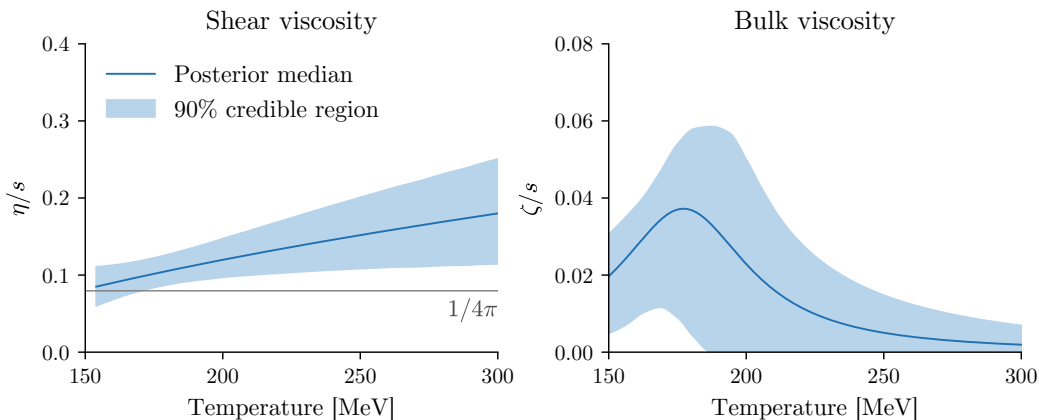 Shear viscosity
0.4
0.3
0.2
0.1
0.0
η/s
Posterior median
90% credible region
1/4π
150
200
250
300
Temperature [MeV]
Bulk viscosity
0.08
0.06
0.04
0.02
0.00
ζ/s
150
200
250
300
Temperature [MeV]